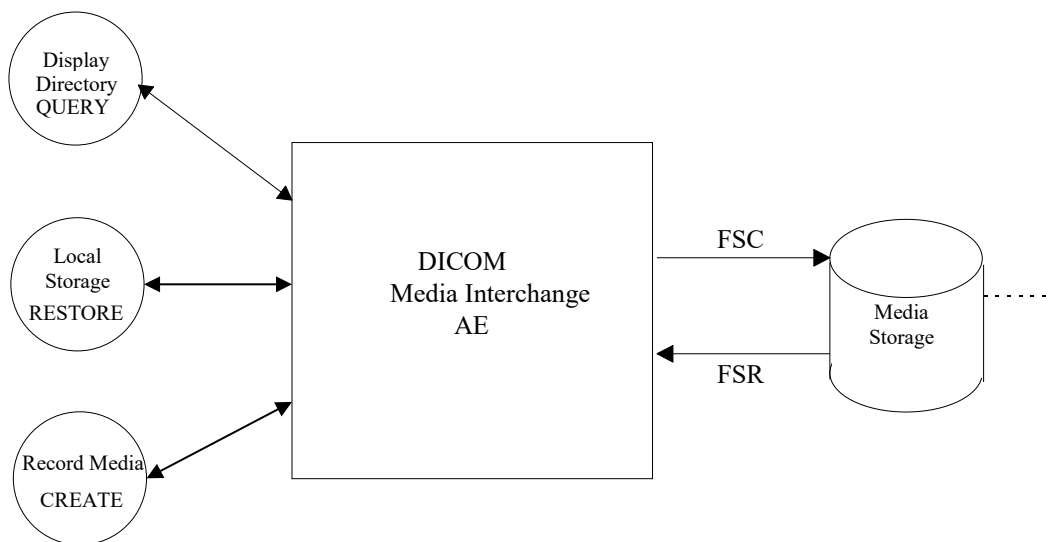 Display
Directory
QUERY
Local
Storage
RESTORE
Record Media
CREATE
DICOM
Media Interchange
AE
FSC
FSR
Media
Storage